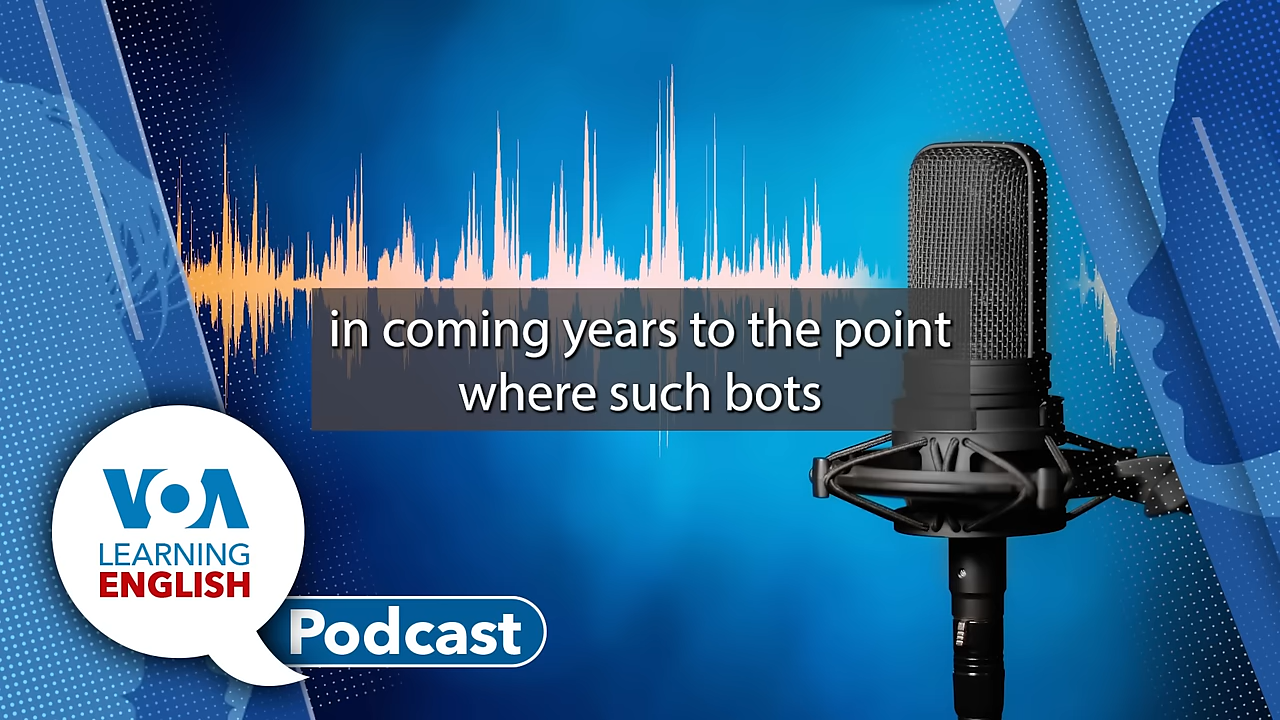 in coming years to the point
where such bots
VOA
LEARNING
ENGLISH
Podcast